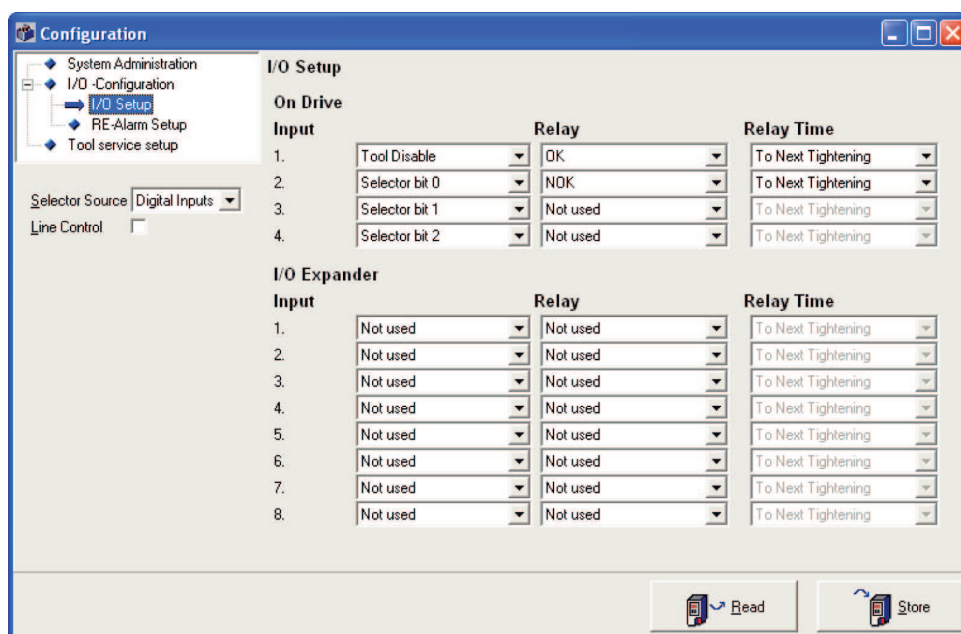 Configuration
System Administration
I/O -Configuration
I/O Setup
RE-Alarm Setup
Tool service setup
Selector Source Digital Inputs
Line Control
I/O Setup
On Drive
Input Relay Relay Time
1. Tool Disable OK To Next Tightening
2. Selector bit 0 NOK To Next Tightening
3. Selector bit 1 Not used To Next Tightening
4. Selector bit 2 Not used To Next Tightening
I/O Expander
Input Relay Relay Time
1. Not used Not used To Next Tightening
2. Not used Not used To Next Tightening
3. Not used Not used To Next Tightening
4. Not used Not used To Next Tightening
5. Not used Not used To Next Tightening
6. Not used Not used To Next Tightening
7. Not used Not used To Next Tightening
8. Not used Not used To Next Tightening
Read Store